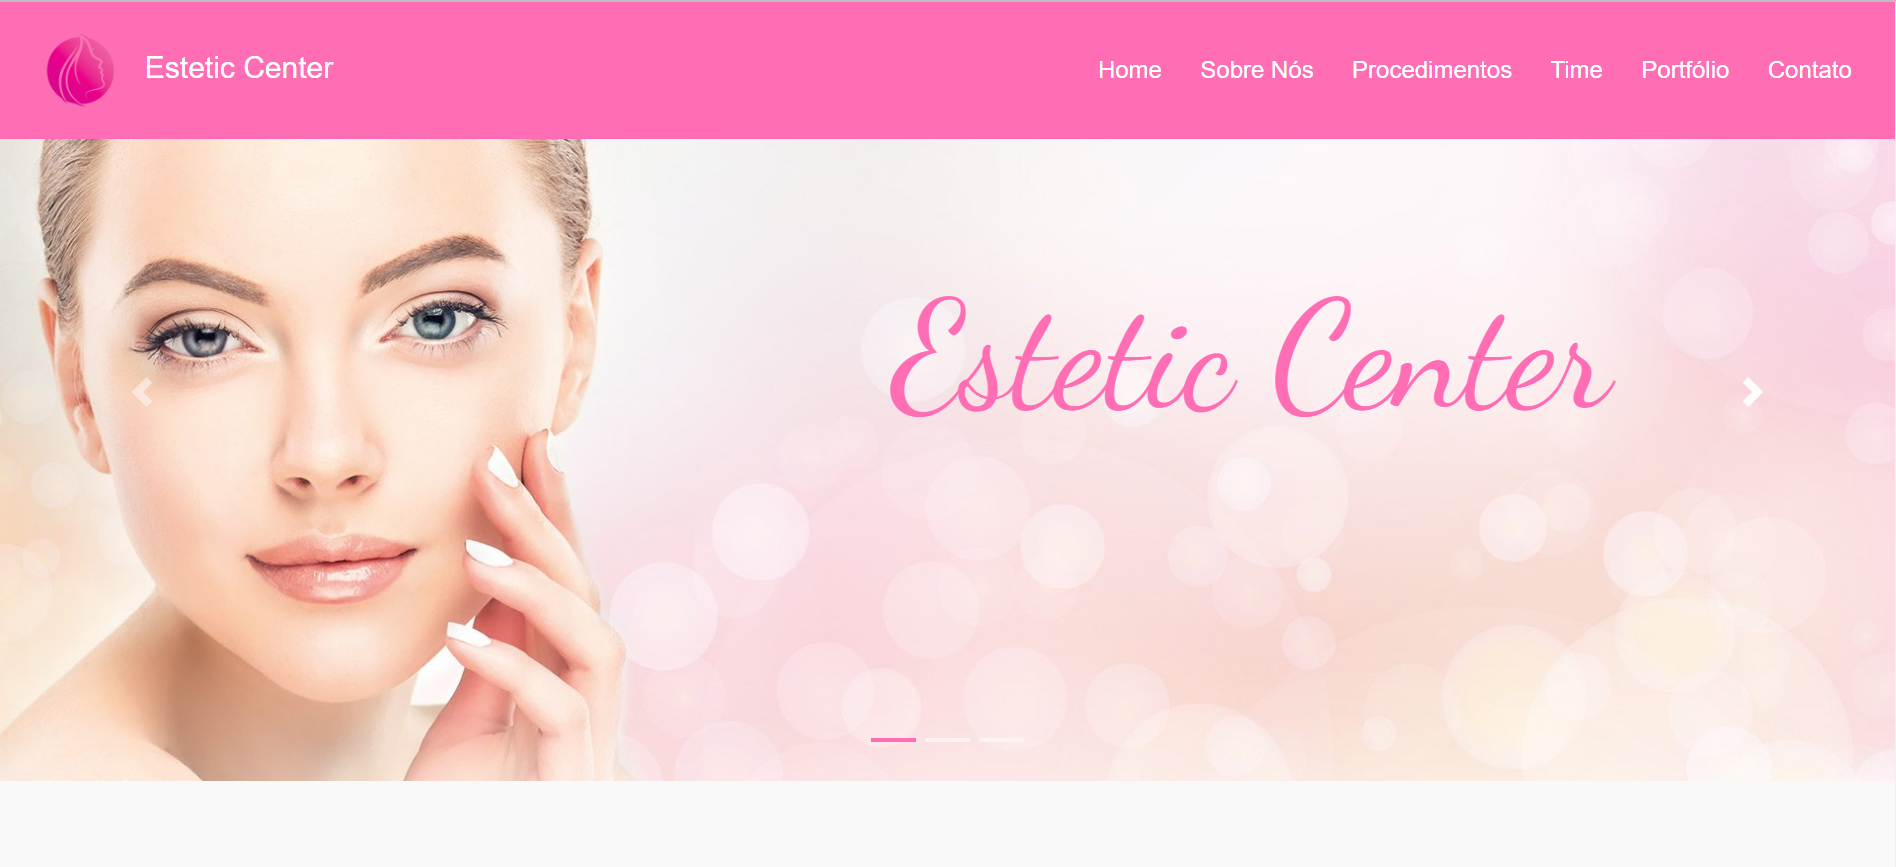 Estetic Center
Home Sobre Nós Procedimentos Time Portfólio Contato
Estetic Center